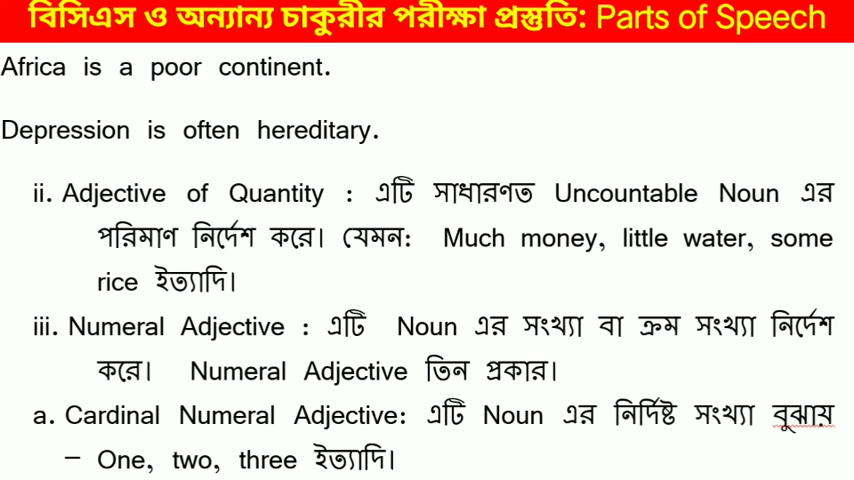 বিসিএস ও অন্যান্য চাকুরীর পরীক্ষা প্রস্তুতি: Parts of Speech
Africa is a poor continent.
Depression is often hereditary.
ii. Adjective of Quantity : এটি সাধারণত Uncountable Noun এর
পরিমাণ নির্দেশ করে। যেমন: Much money, little water, some
rice ইত্যাদি।
iii. Numeral Adjective : এটি Noun এর সংখ্যা বা ক্রম সংখ্যা নির্দেশ
করে। Numeral Adjective তিন প্রকার।
a. Cardinal Numeral Adjective: এটি Noun এর নির্দিষ্ট সংখ্যা বুঝায়
– One, two, three ইত্যাদি।